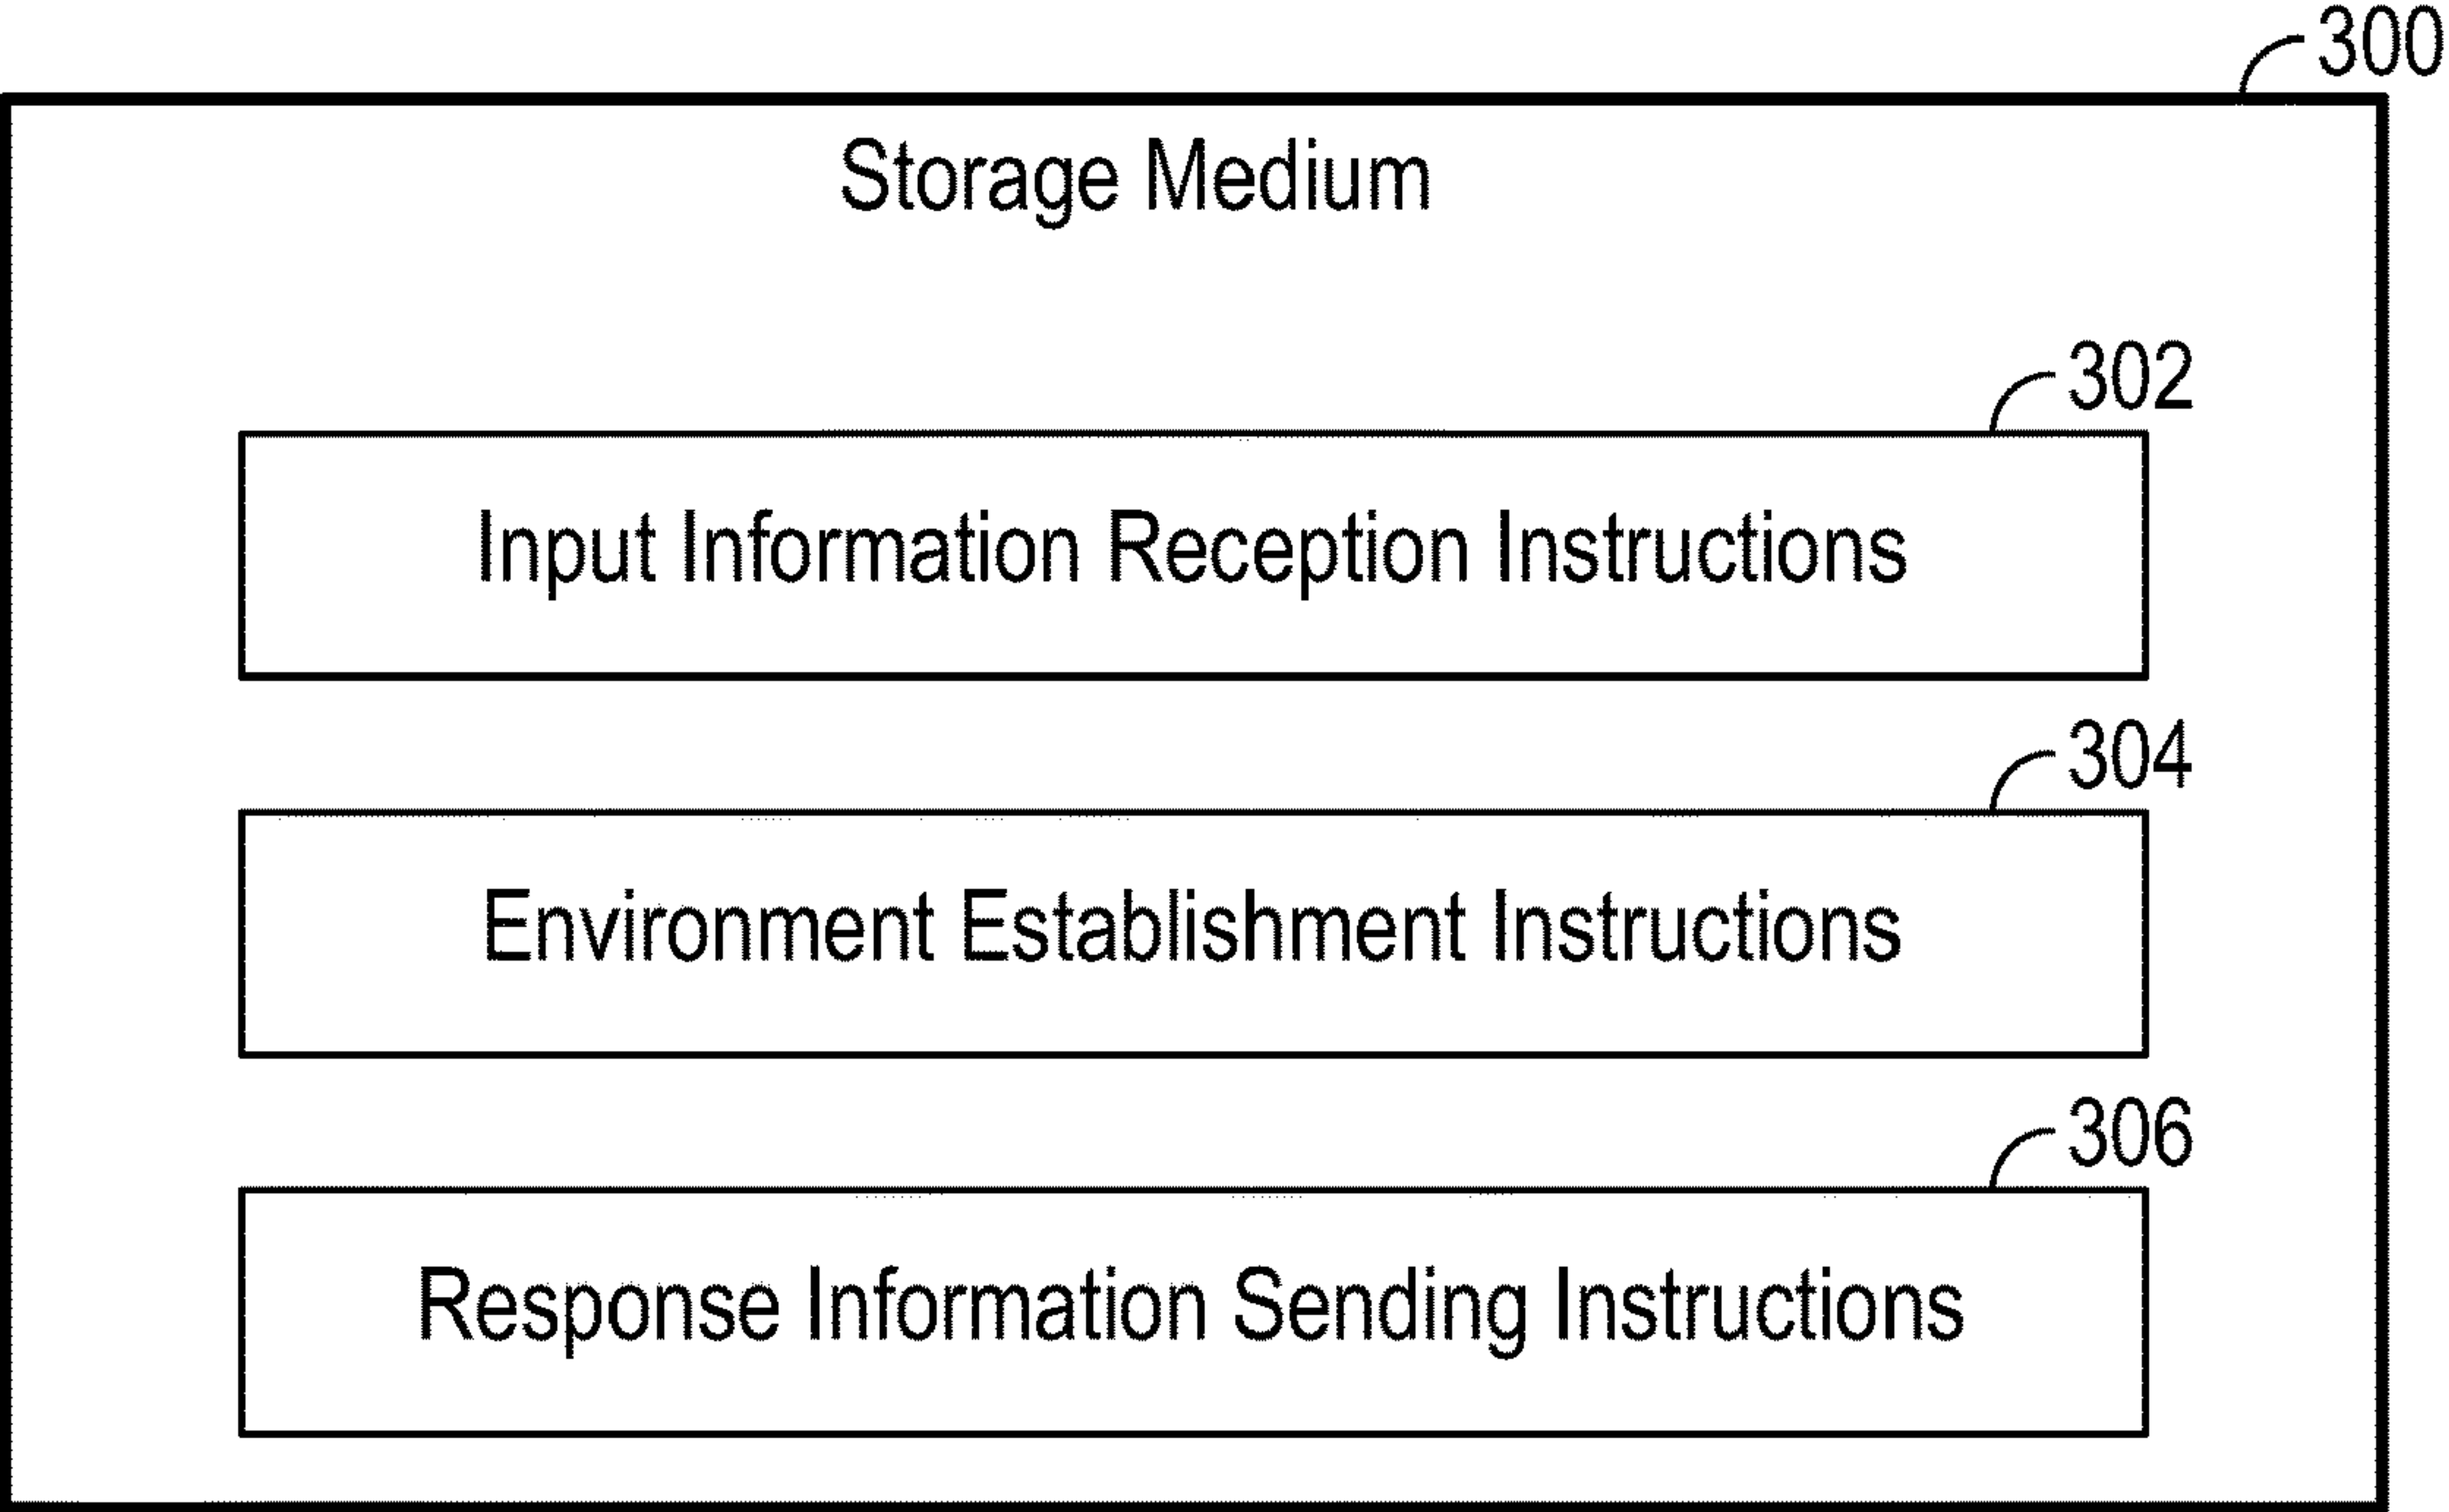 300
Storage Medium
302
Input Information Reception Instructions
304
Environment Establishment Instructions
306
Response Information Sending Instructions